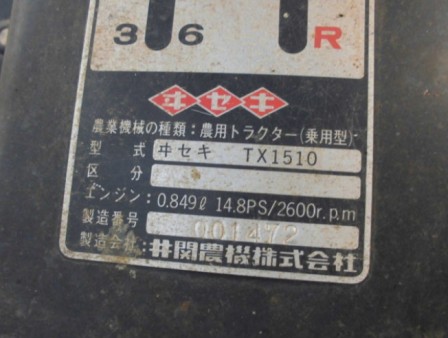 3 6 R
ヰセキ
農業機械の種類：農用トラクター(乗用型)
型式 ヰセキ TX1510
区分
エンジン：0.849ℓ 14.8PS/2600r.p.m
製造番号 001472
製造会社：井関農機株式会社